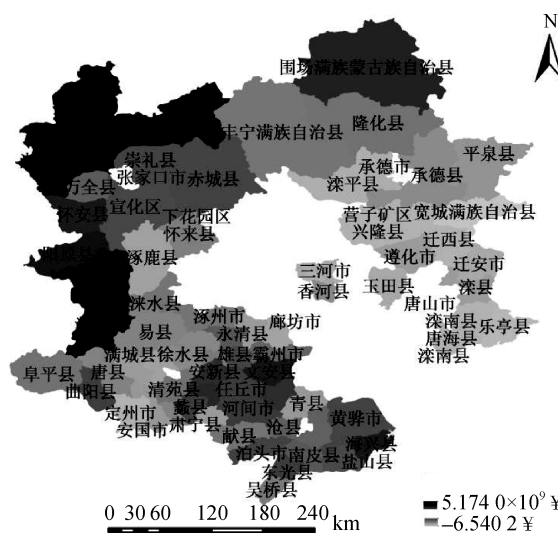 N
围场满族蒙古族自治县
丰宁满族自治县
隆化县
平泉县
崇礼县
承德市
张家口市
赤城县
滦平县
承德县
万全县
怀安县
宣化区
下花园区
营子矿区
宽城满族自治县
怀来县
兴隆县
迁西县
阳原县
涿鹿县
遵化市
三河市
迁安市
香河县
玉田县
滦县
涞水县
唐山市
涿州市
廊坊市
滦南县
乐亭县
易县
永清县
唐海县
满城县
徐水县
雄县
霸州市
滦南县
阜平县
唐县
安新县
文安县
曲阳县
清苑县
任丘市
定州市
蠡县
河间市
青县
黄骅市
安国市
肃宁县
献县
沧县
海兴县
泊头市
南皮县
盐山县
东光县
吴桥县
5.174 0×10⁹ ¥
−6.540 2 ¥
0 30 60 120 180 240
km